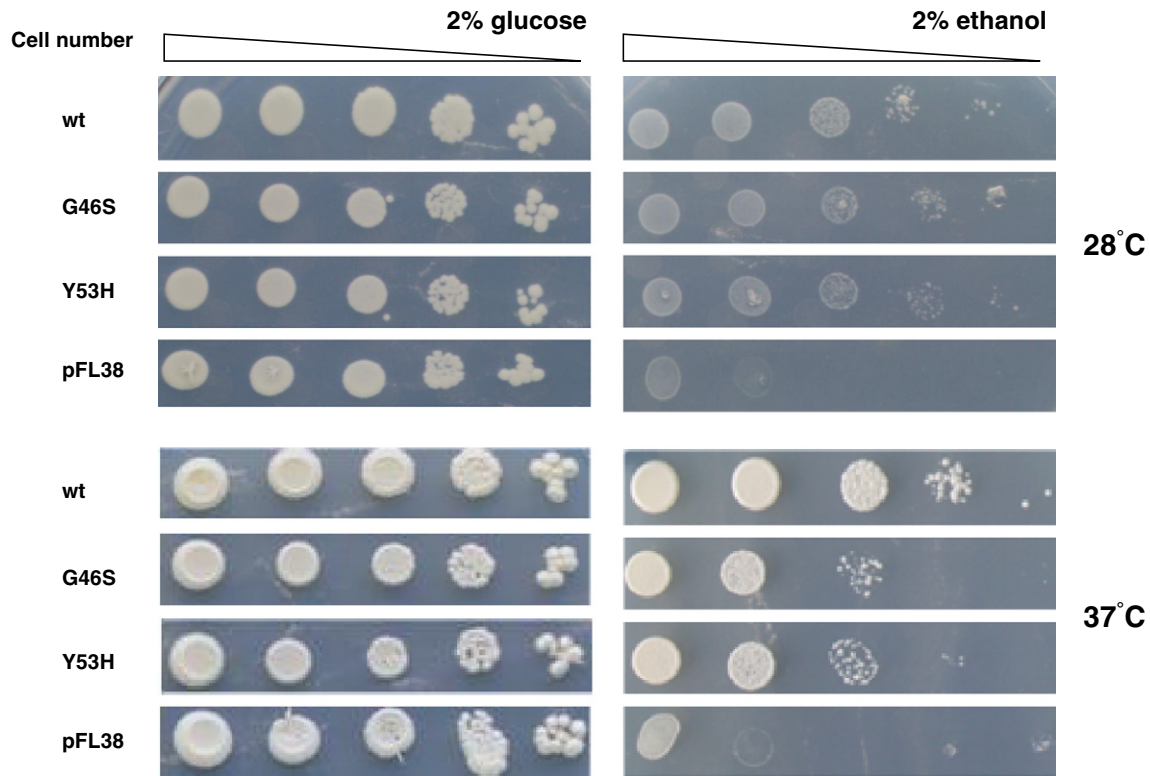 2% glucose
2% ethanol
Cell number
wt
G46S
Y53H
pFL38
28°C
wt
G46S
Y53H
pFL38
37°C